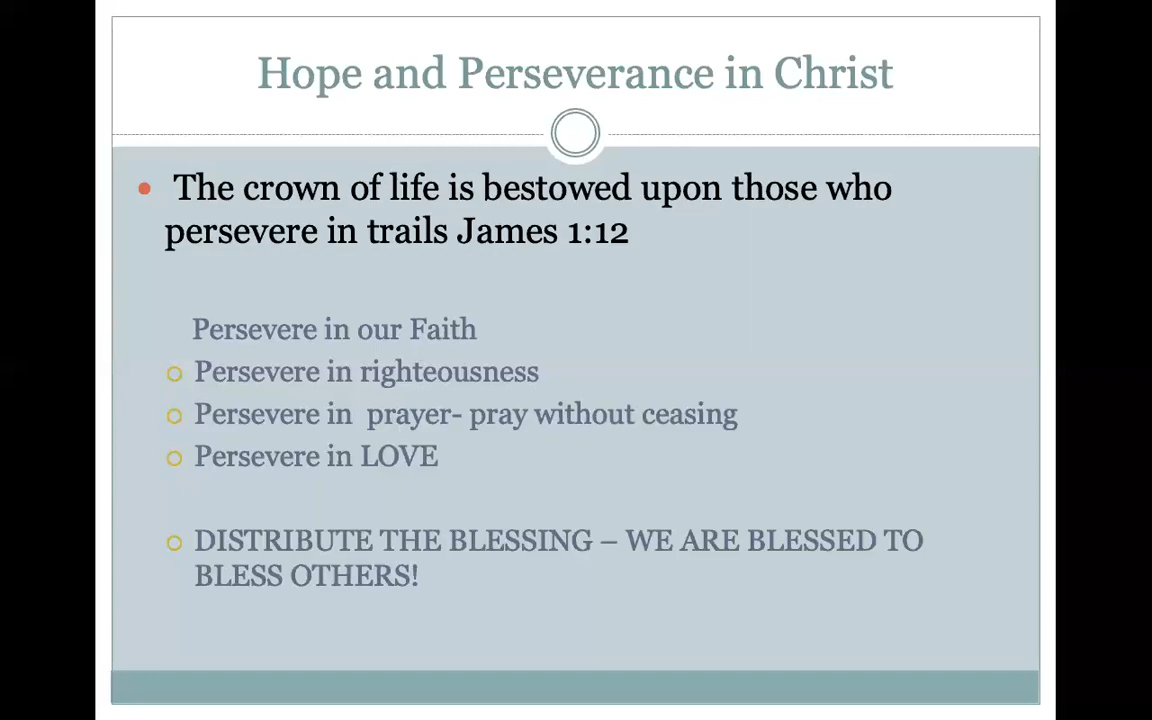 Hope and Perseverance in Christ
• The crown of life is bestowed upon those who
persevere in trails James 1:12
Persevere in our Faith
○ Persevere in righteousness
○ Persevere in  prayer- pray without ceasing
○ Persevere in LOVE
○ DISTRIBUTE THE BLESSING – WE ARE BLESSED TO
BLESS OTHERS!